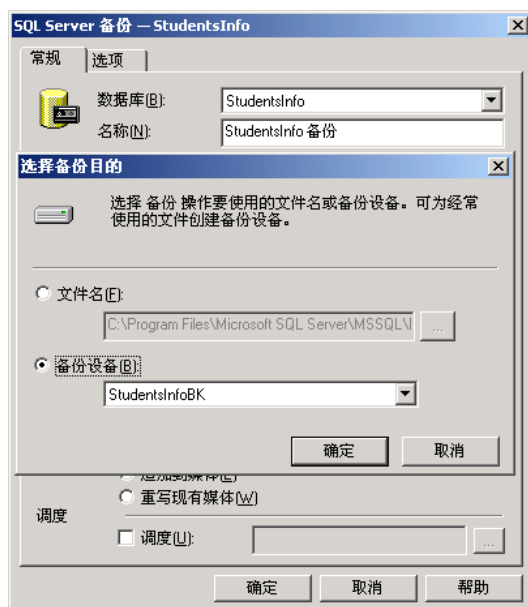 SQL Server 备份 — StudentsInfo
常规 选项
数据库(B): StudentsInfo
名称(N): StudentsInfo 备份
选择备份目的
选择 备份 操作要使用的文件名或备份设备。可为经常
使用的文件创建备份设备。
文件名(F):
C:\Program Files\Microsoft SQL Server\MSSQL\
...
备份设备(B):
StudentsInfoBK
确定 取消
重写现有媒体(W)
调度
调度(U): ...
确定 取消 帮助